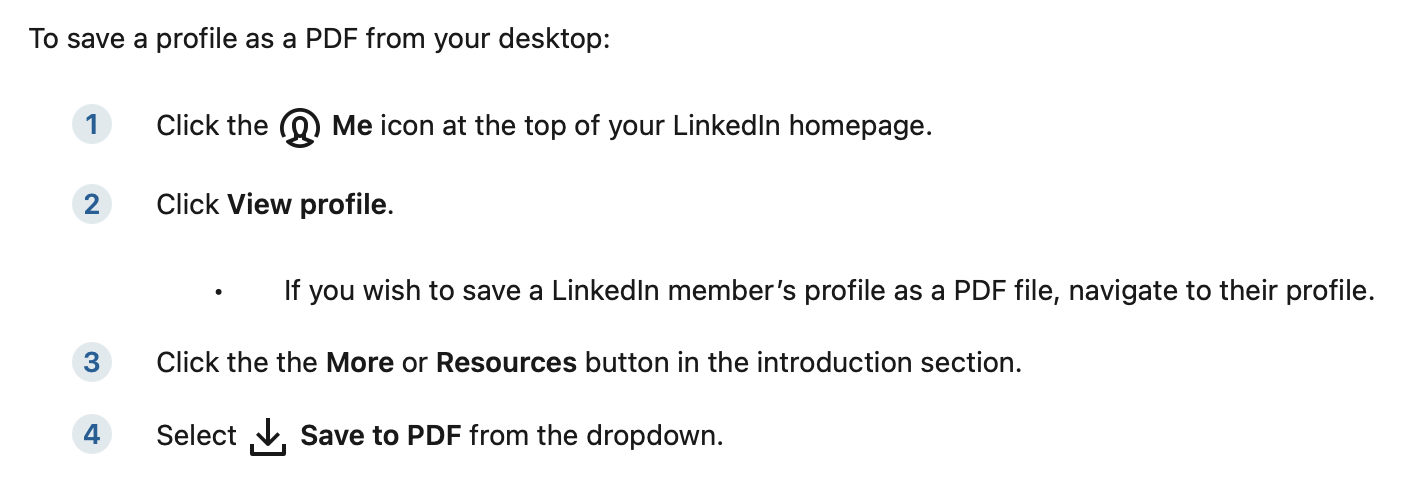 To save a profile as a PDF from your desktop:
1 Click the Me icon at the top of your LinkedIn homepage.
2 Click View profile.
• If you wish to save a LinkedIn member's profile as a PDF file, navigate to their profile.
3 Click the the More or Resources button in the introduction section.
4 Select Save to PDF from the dropdown.